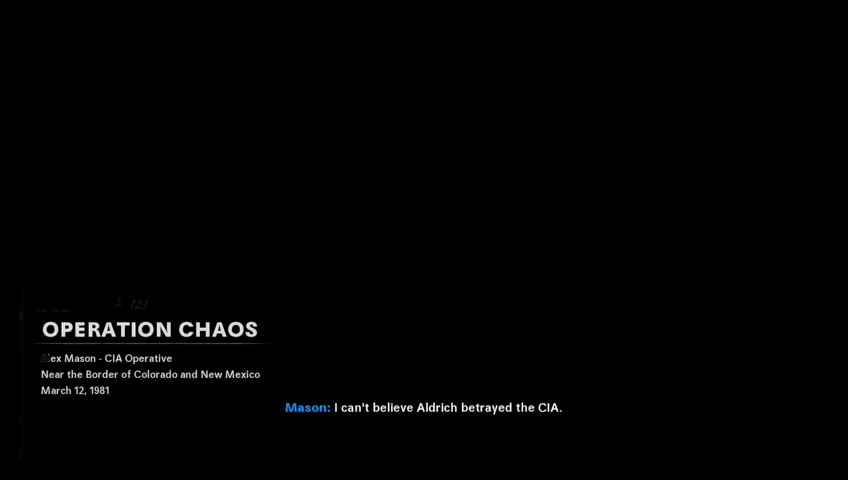 OPERATION CHAOS
ex Mason - CIA Operative
Near the Border of Colorado and New Mexico
March 12, 1981
Mason: I can't believe Aldrich betrayed the CIA.